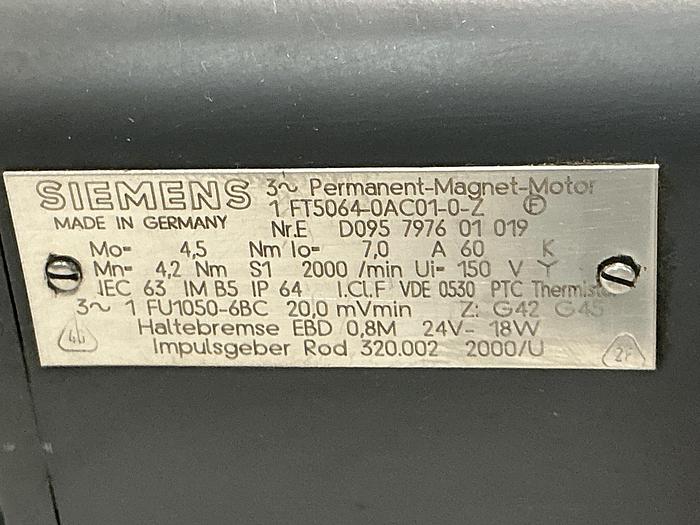 SIEMENS 3~ Permanent-Magnet-Motor
1 FT5064-0AC01-0-Z F
MADE IN GERMANY Nr.E D095 7976 01 019
Mo= 4,5 Nm Io= 7,0 A 60 K
Mn= 4,2 Nm S1 2000 /min Ui= 150 V Y
IEC 63 IM B5 IP 64 I.Cl.F VDE 0530 PTC Thermistor
3~ 1 FU1050-6BC 20,0 mVmin Z: G42 G45
Haltebremse EBD 0,8M 24V- 18W
Impulsgeber Rod 320.002 2000/U